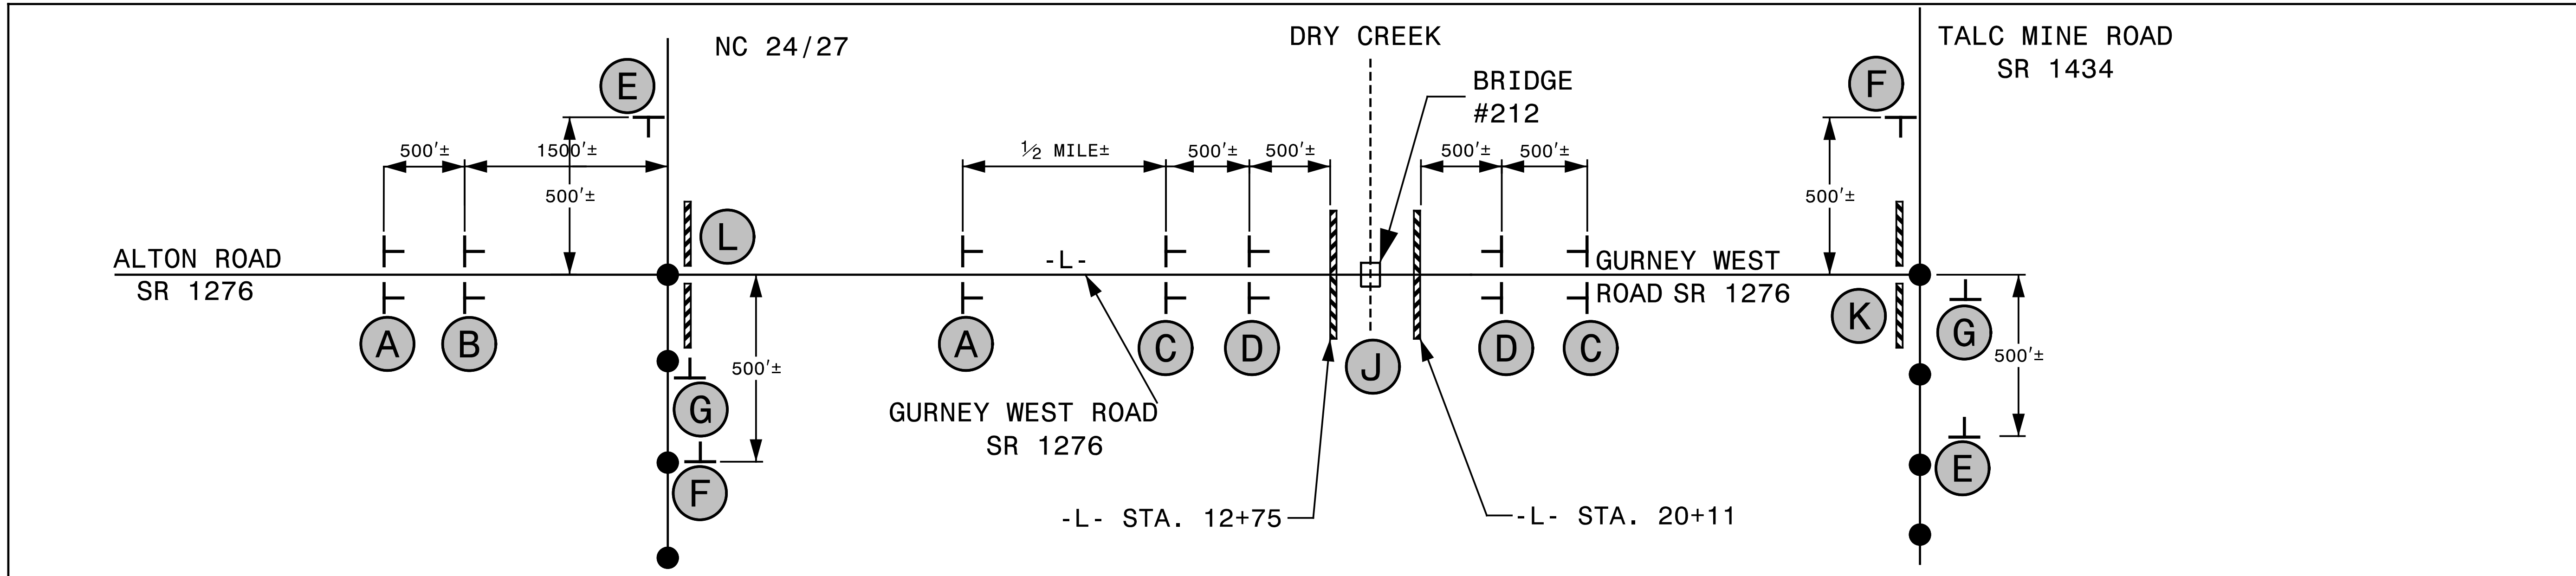 NC 24/27
DRY CREEK
TALC MINE ROAD
SR 1434
E
BRIDGE
#212
F
500'±
1500'±
½ MILE±
500'±
500'±
500'±
500'±
500'±
500'±
L
ALTON ROAD
SR 1276
-L-
GURNEY WEST
ROAD SR 1276
A
B
A
C
D
J
D
C
K
G
500'±
500'±
G
GURNEY WEST ROAD
SR 1276
F
E
-L- STA. 12+75
-L- STA. 20+11